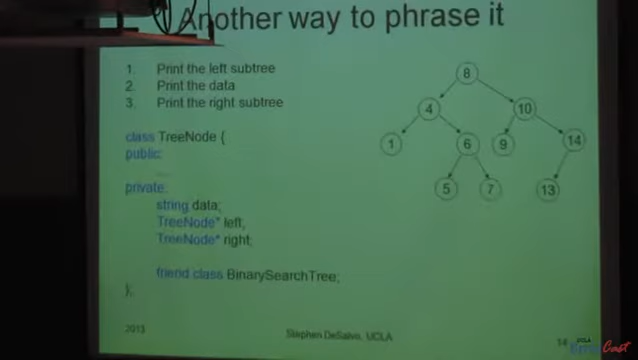 Another way to phrase it
1. Print the left subtree
2. Print the data
3. Print the right subtree
class TreeNode {
public:
private:
string data;
TreeNode* left;
TreeNode* right;
friend class BinarySearchTree;
};
8
4
10
1
6
9
14
5
7
13
2013
Stephen DeSalvo, UCLA
14
UCLA
Cast